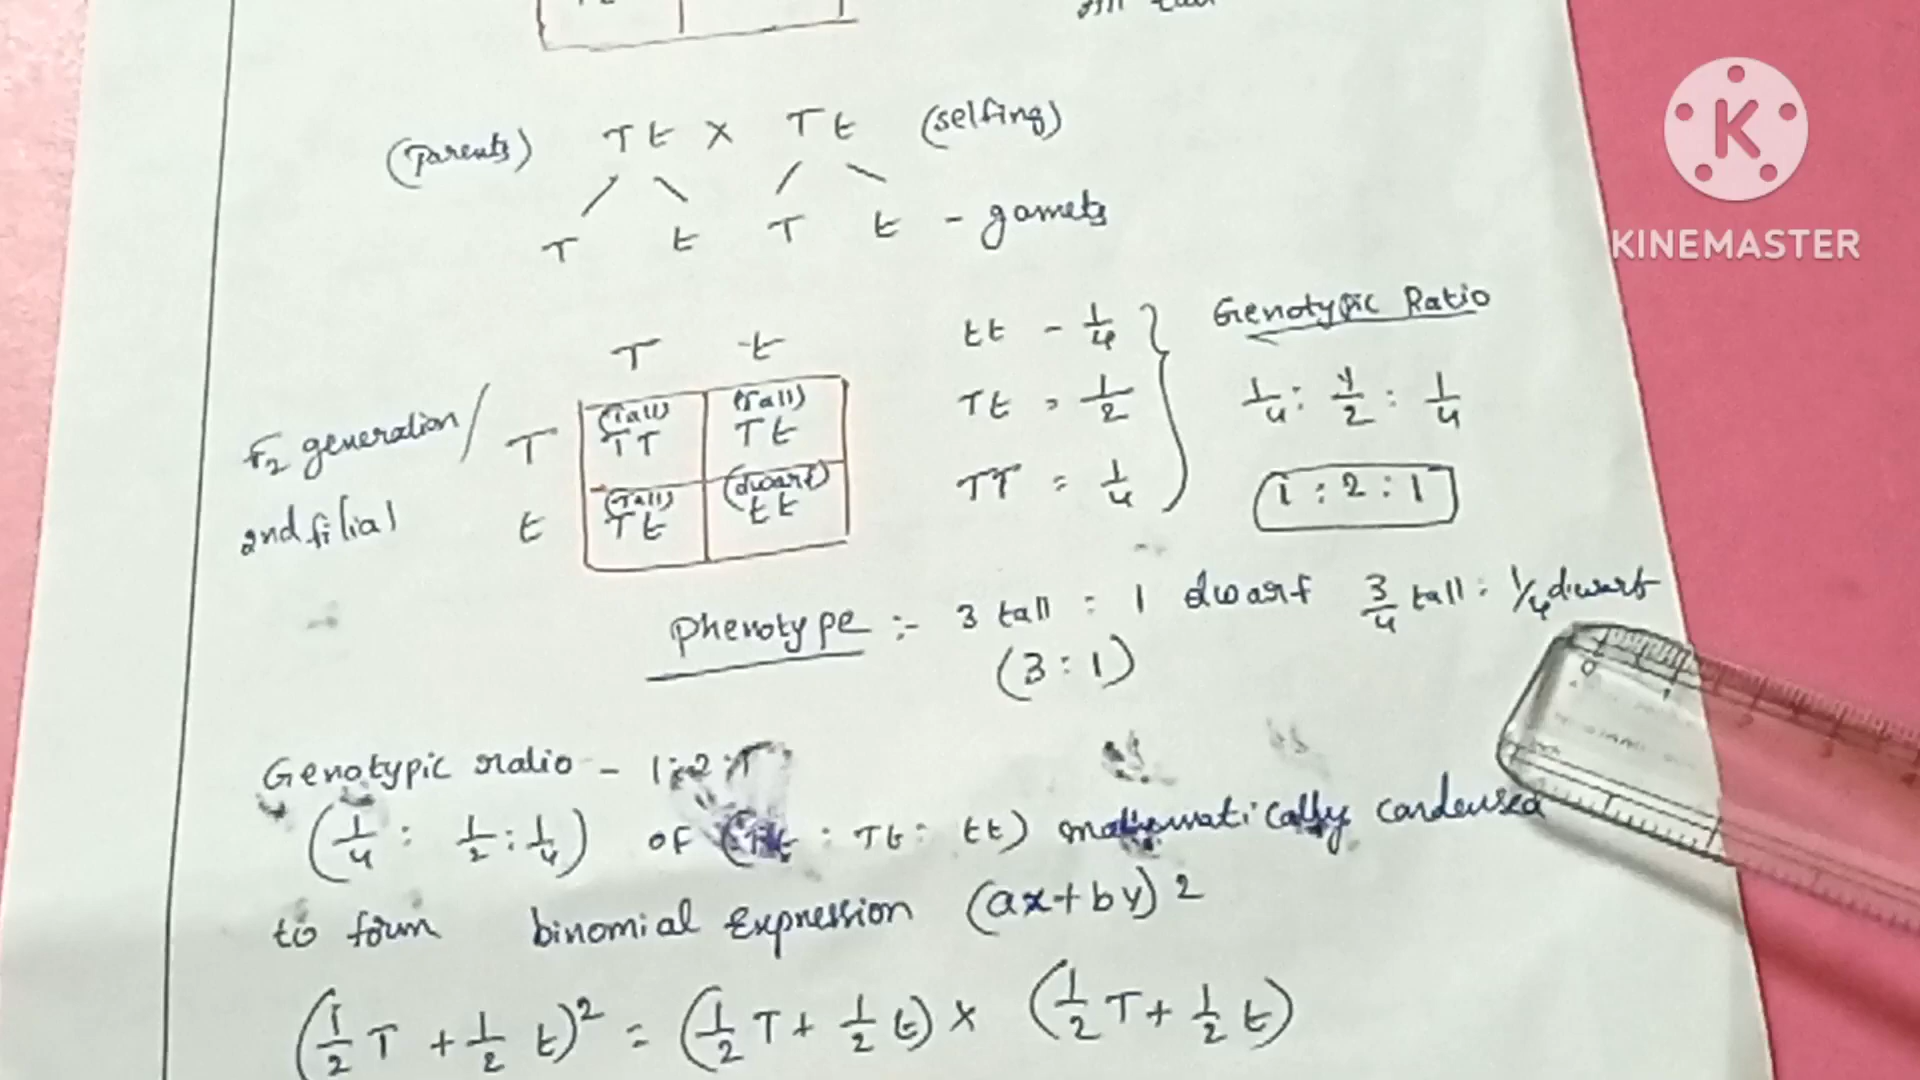 (Parents) Tt X Tt (selfing)
T t T t - gamets
T t
F2 generation/
2nd filial
T (Tall) TT (Tall) Tt
t (Tall) Tt (dwarf) tt
tt - 1/4
Tt = 1/2
TT = 1/4
Genotypic Ratio
1/4 : 1/2 : 1/4
1 : 2 : 1
Phenotype :- 3 tall : 1 dwarf 3/4 tall : 1/4 dwarf
(3 : 1)
Genotypic ratio - 1:2:1
(1/4 : 1/2 : 1/4) of : Tt : tt) mathematically condensed
to form binomial Expression (ax+by)2
(1/2 T + 1/2 t)² = (1/2 T + 1/2 t) x (1/2 T + 1/2 t)
K
KINEMASTER